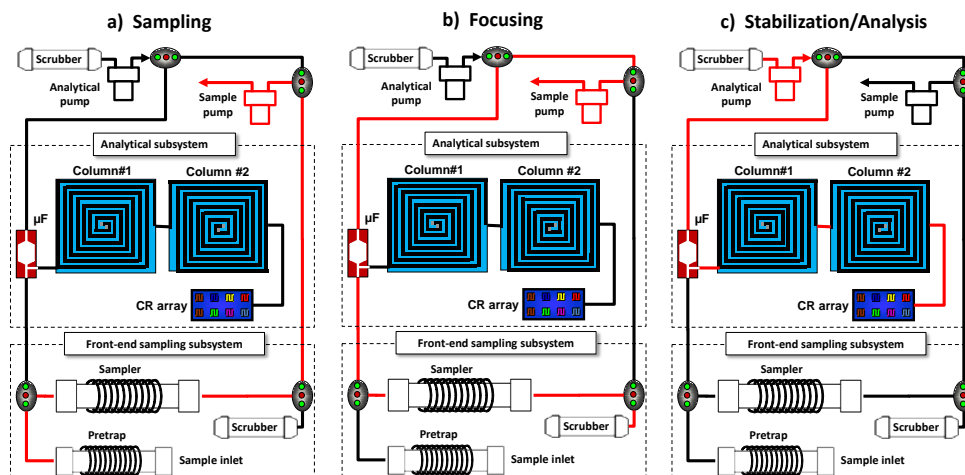 a) Sampling
Scrubber
Analytical
pump
Sample
pump
Analytical subsystem
Column#1
Column #2
µF
CR array
Front-end sampling subsystem
Sampler
Scrubber
Pretrap
Sample inlet
b) Focusing
Scrubber
Analytical
pump
Sample
pump
Analytical subsystem
Column#1
Column #2
µF
CR array
Front-end sampling subsystem
Sampler
Scrubber
Pretrap
Sample inlet
c) Stabilization/Analysis
Scrubber
Analytical
pump
Sample
pump
Analytical subsystem
Column#1
Column #2
µF
CR array
Front-end sampling subsystem
Sampler
Scrubber
Pretrap
Sample inlet